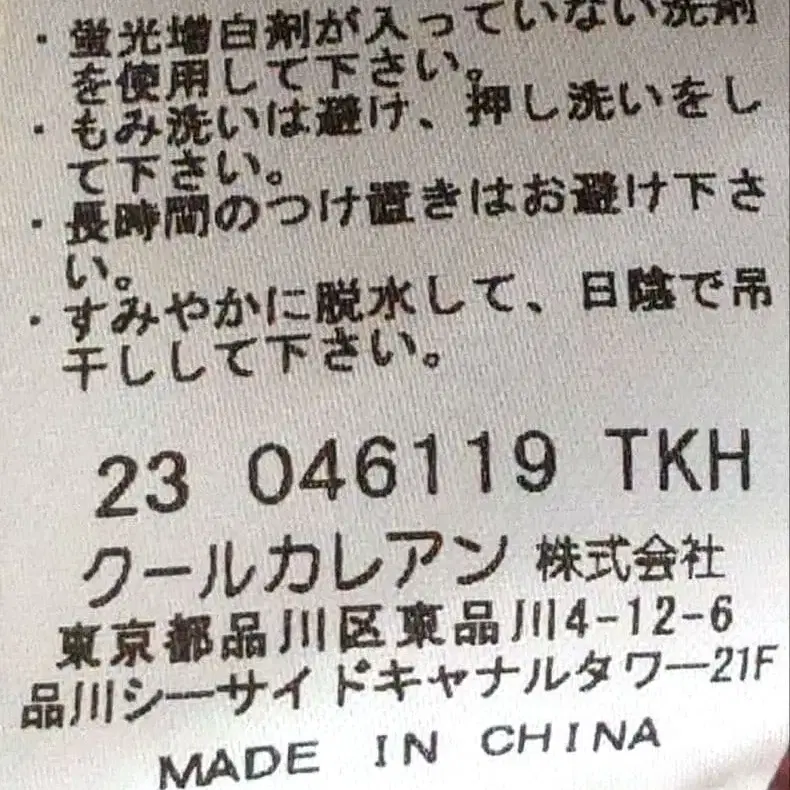 ・蛍光増白剤が入っていない洗剤
を使用して下さい。
・もみ洗いは避け、押し洗いをし
て下さい。
・長時間のつけ置きはお避け下さ
い。
・すみやかに脱水して、日陰で吊
干しして下さい。
23 046119 TKH
クールカレアン 株式会社
東京都品川区東品川4-12-6
品川シーサイドキャナルタワー21F
MADE IN CHINA